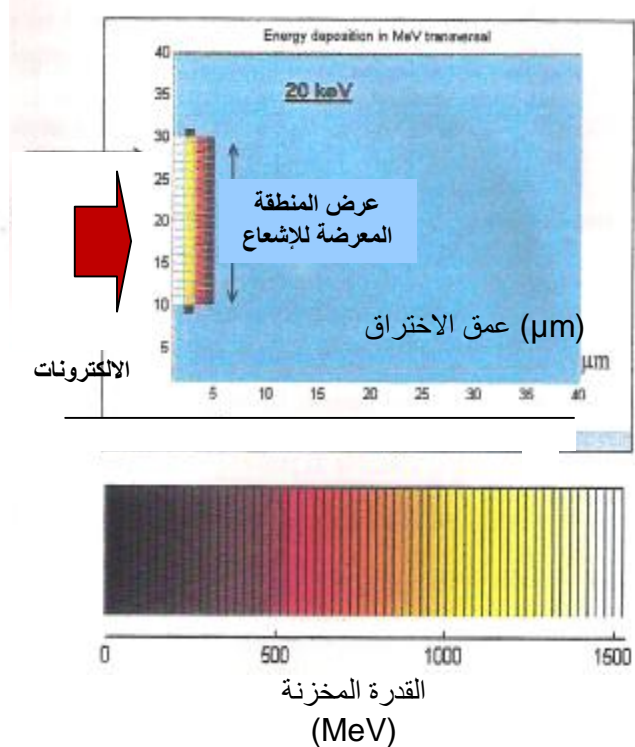 Energy deposition in MeV transversal
40
20 keV
35
30
25
عرض المنطقة
المعرضة للإشعاع
20
15
10
عمق الاختراق (µm)
5
µm
الالكترونات
5 10 15 20 25 30 35 40
0 500 1000 1500
القدرة المخزنة
(MeV)